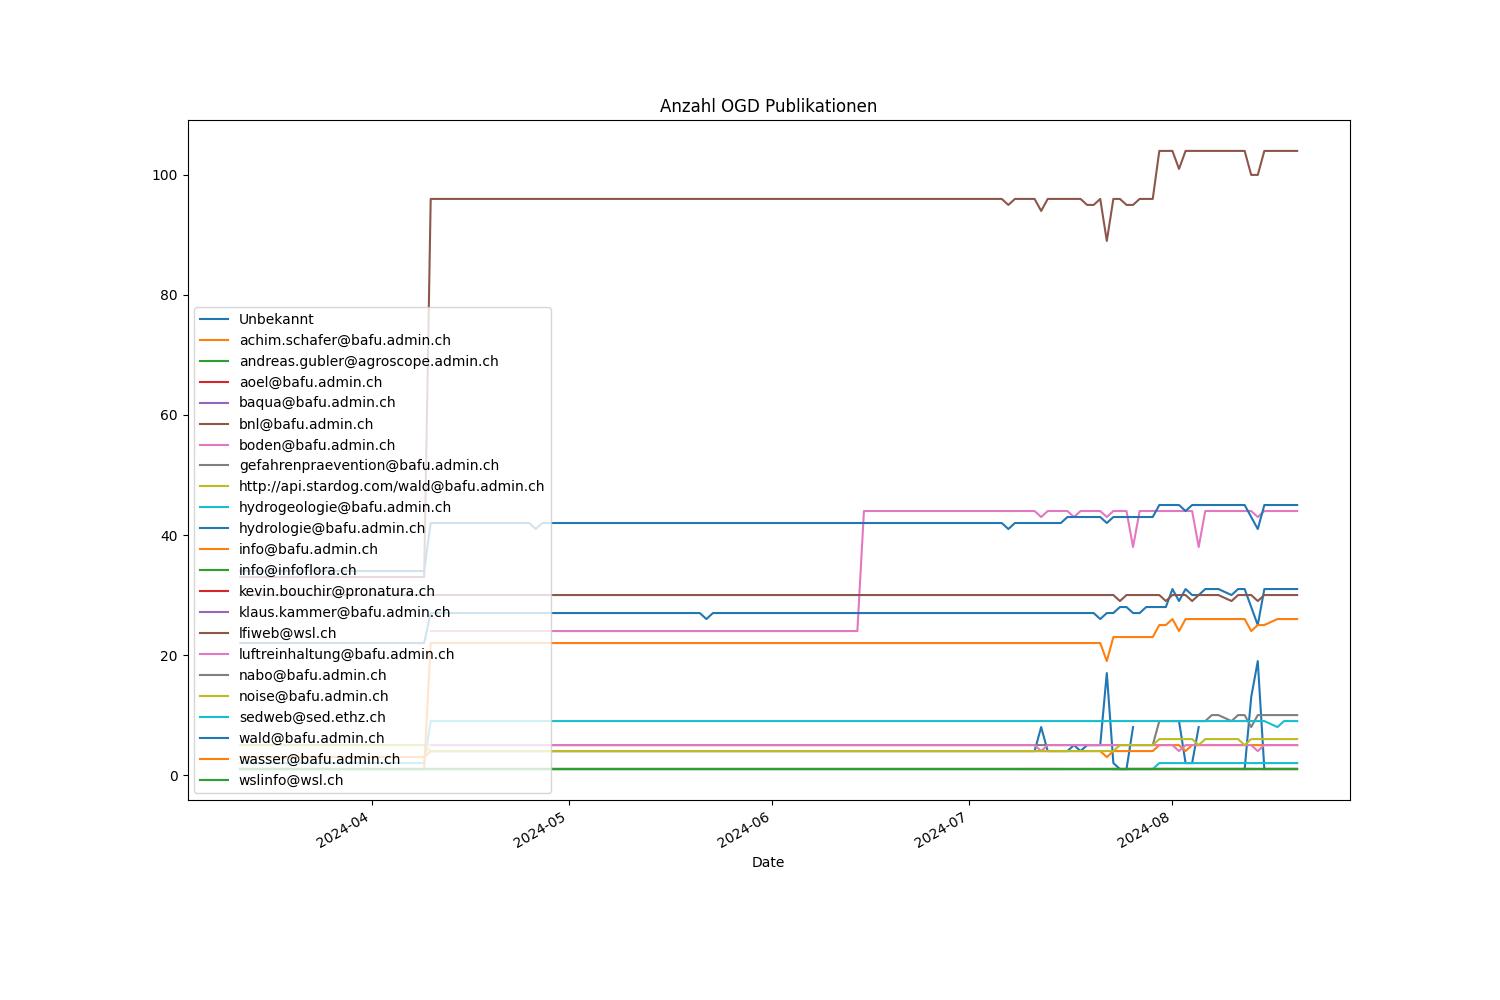 Anzahl OGD Publikationen
100
80
60
40
20
0
Unbekannt
achim.schafer@bafu.admin.ch
andreas.gubler@agroscope.admin.ch
aoel@bafu.admin.ch
baqua@bafu.admin.ch
bnl@bafu.admin.ch
boden@bafu.admin.ch
gefahrenpraevention@bafu.admin.ch
http://api.stardog.com/wald@bafu.admin.ch
hydrogeologie@bafu.admin.ch
hydrologie@bafu.admin.ch
info@bafu.admin.ch
info@infoflora.ch
kevin.bouchir@pronatura.ch
klaus.kammer@bafu.admin.ch
lfiweb@wsl.ch
luftreinhaltung@bafu.admin.ch
nabo@bafu.admin.ch
noise@bafu.admin.ch
sedweb@sed.ethz.ch
wald@bafu.admin.ch
wasser@bafu.admin.ch
wslinfo@wsl.ch
2024-04
2024-05
2024-06
2024-07
2024-08
Date